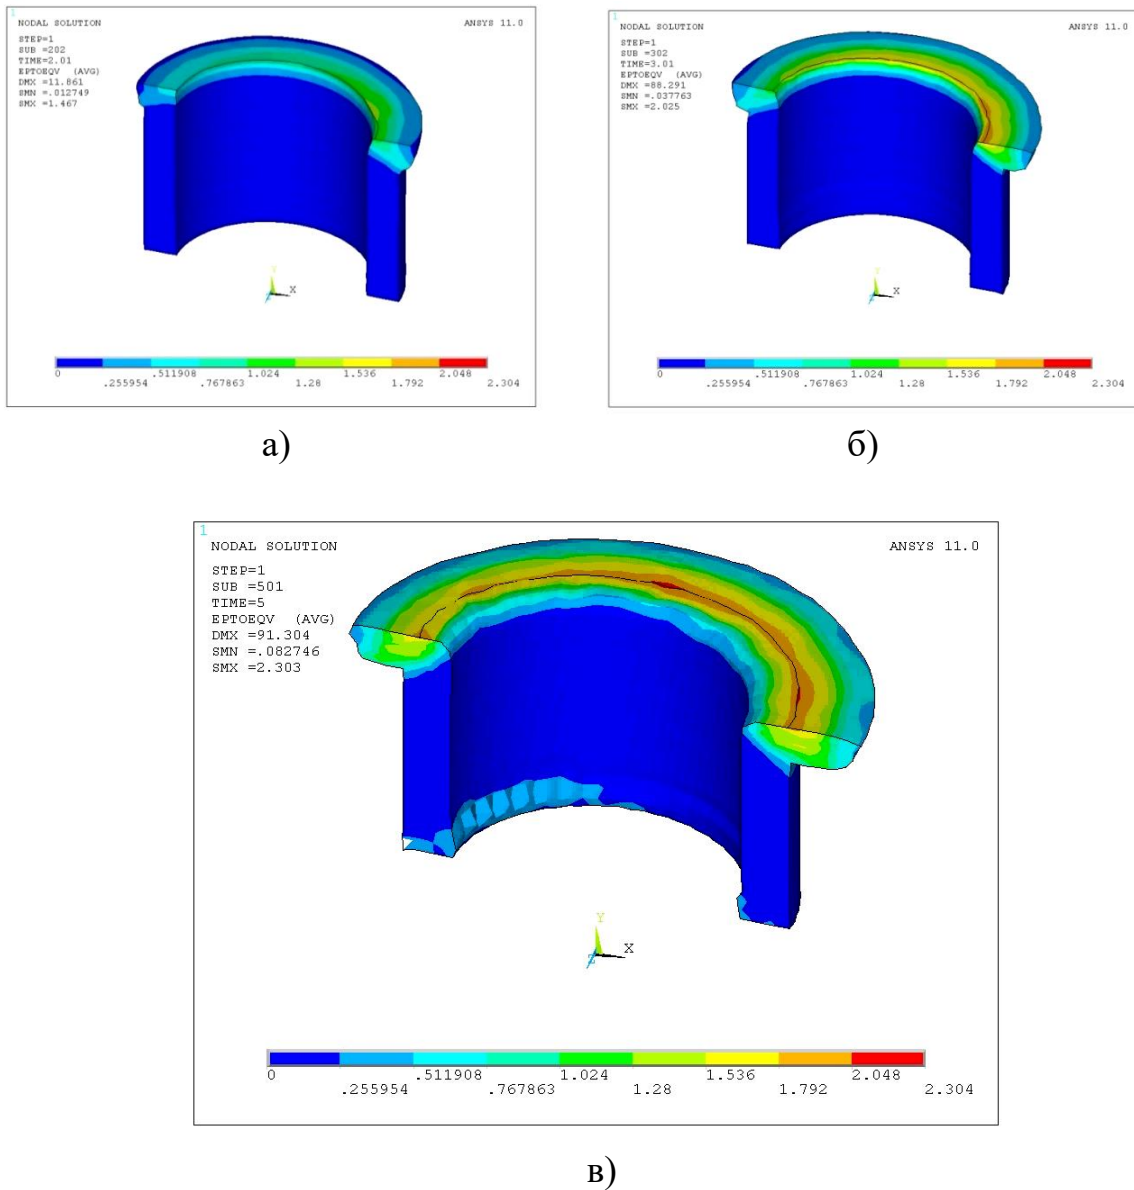 1
NODAL SOLUTION
ANSYS 11.0
STEP=1
SUB =202
TIME=2.01
EPTOEQV (AVG)
DMX =11.861
SMN =.012749
SMX =1.467
Y
X
Z
0 .511908 1.024 1.536 2.048
.255954 .767863 1.28 1.792 2.304
а)
1
NODAL SOLUTION
ANSYS 11.0
STEP=1
SUB =302
TIME=3.01
EPTOEQV (AVG)
DMX =88.291
SMN =.037763
SMX =2.025
Y
X
Z
0 .511908 1.024 1.536 2.048
.255954 .767863 1.28 1.792 2.304
б)
1
NODAL SOLUTION
ANSYS 11.0
STEP=1
SUB =501
TIME=5
EPTOEQV (AVG)
DMX =91.304
SMN =.082746
SMX =2.303
Y
X
Z
0 .511908 1.024 1.536 2.048
.255954 .767863 1.28 1.792 2.304
в)